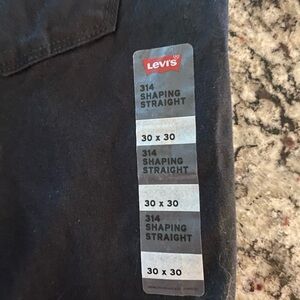 Levi's
314
SHAPING
STRAIGHT
30 x 30
314
SHAPING
STRAIGHT
30 x 30
314
SHAPING
STRAIGHT
30 x 30